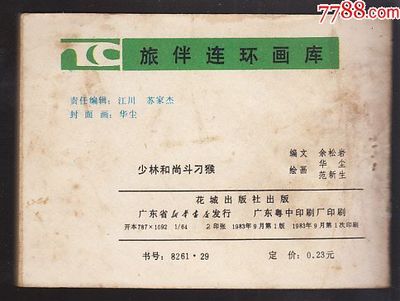 7788.com
TC 旅伴连环画库
责任编辑：江川 苏家杰
封面画：华尘
少林和尚斗刁猴
编文 余松岩
绘画 华尘
范新生
花城出版社出版
广东省新华书店发行 广东粤中印刷厂印刷
开本787×1092 1/64 2印张 1983年9月第1版 1983年9月第1次印刷
书号：8261·29 定价：0.23元